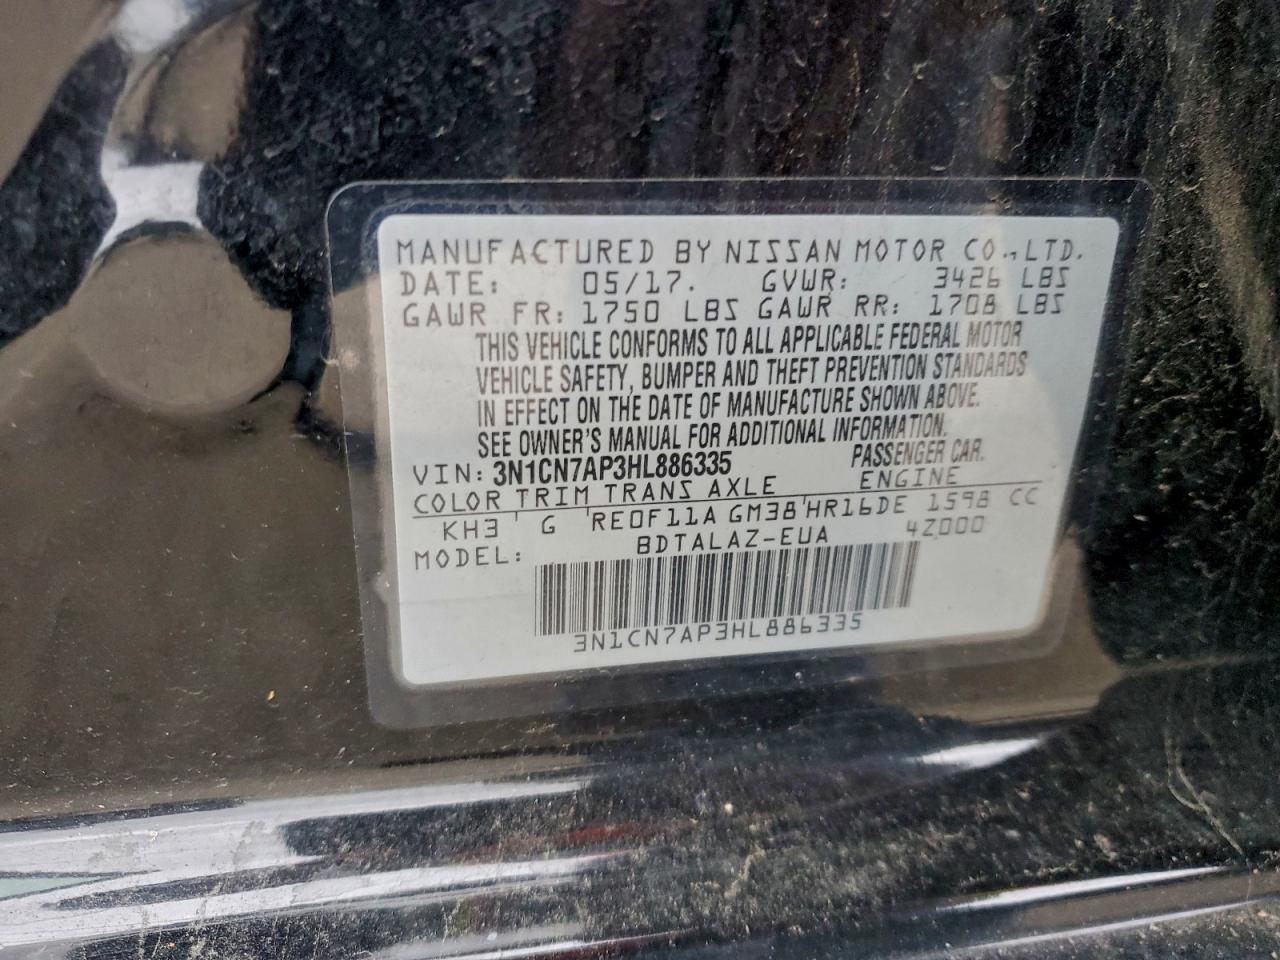 MANUFACTURED BY NISSAN MOTOR CO.,LTD.
DATE: 05/17. GVWR: 3426 LBS
GAWR FR: 1750 LBS GAWR RR: 1708 LBS
THIS VEHICLE CONFORMS TO ALL APPLICABLE FEDERAL MOTOR
VEHICLE SAFETY, BUMPER AND THEFT PREVENTION STANDARDS
IN EFFECT ON THE DATE OF MANUFACTURE SHOWN ABOVE.
SEE OWNER'S MANUAL FOR ADDITIONAL INFORMATION.
VIN: 3N1CN7AP3HL886335 PASSENGER CAR.
COLOR TRIM TRANS AXLE ENGINE
KH3 G RE0F11A GM38 HR16DE 1598 CC
MODEL: BDTALAZ-EUA 4Z000
3N1CN7AP3HL886335